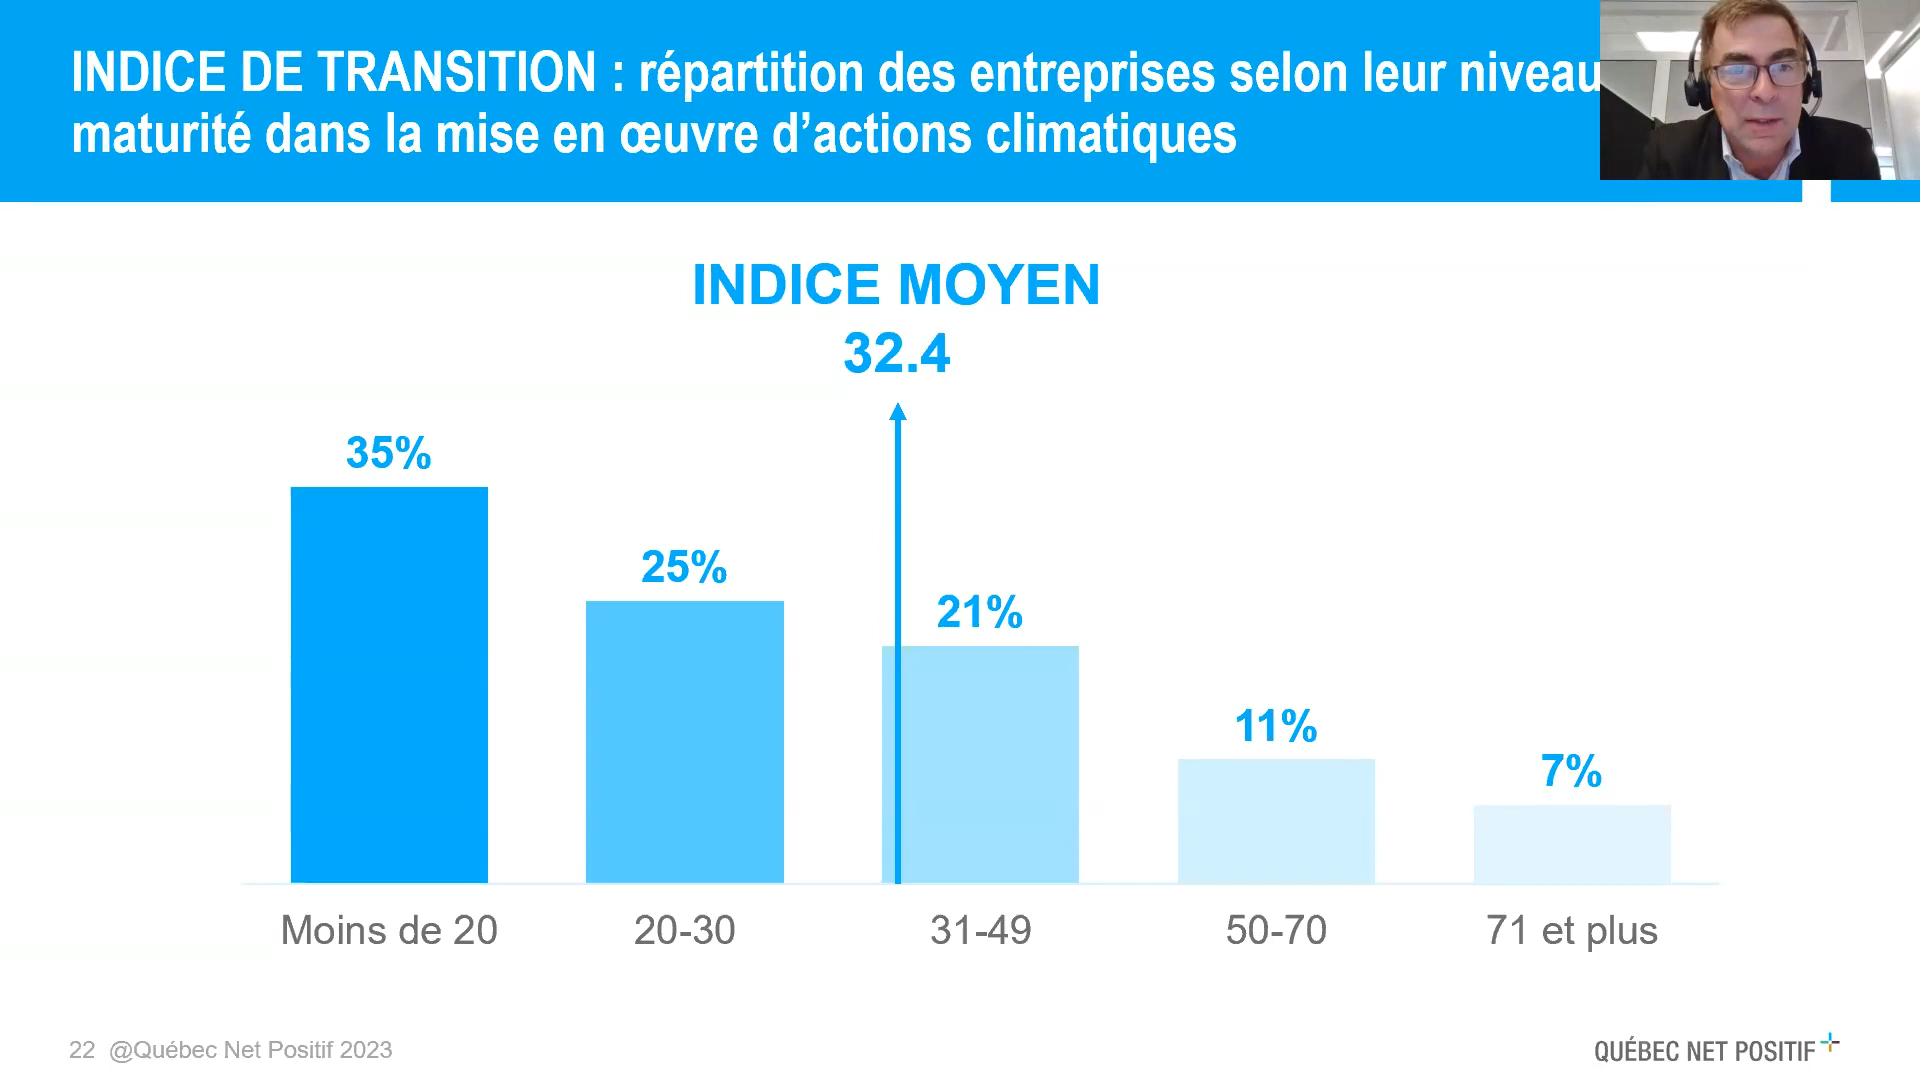 INDICE DE TRANSITION : répartition des entreprises selon leur niveau
maturité dans la mise en œuvre d’actions climatiques
INDICE MOYEN
32.4
35%
25%
21%
11%
7%
Moins de 20
20-30
31-49
50-70
71 et plus
22 @Québec Net Positif 2023
QUÉBEC NET POSITIF